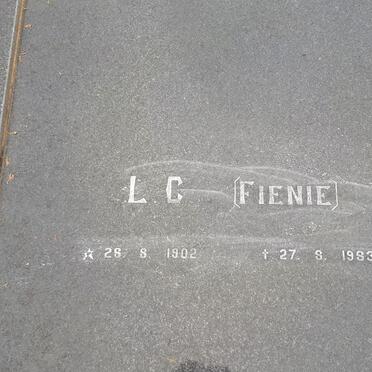 L C [FIENIE]
☆ 28. 8. 1902 † 27. 8. 1983